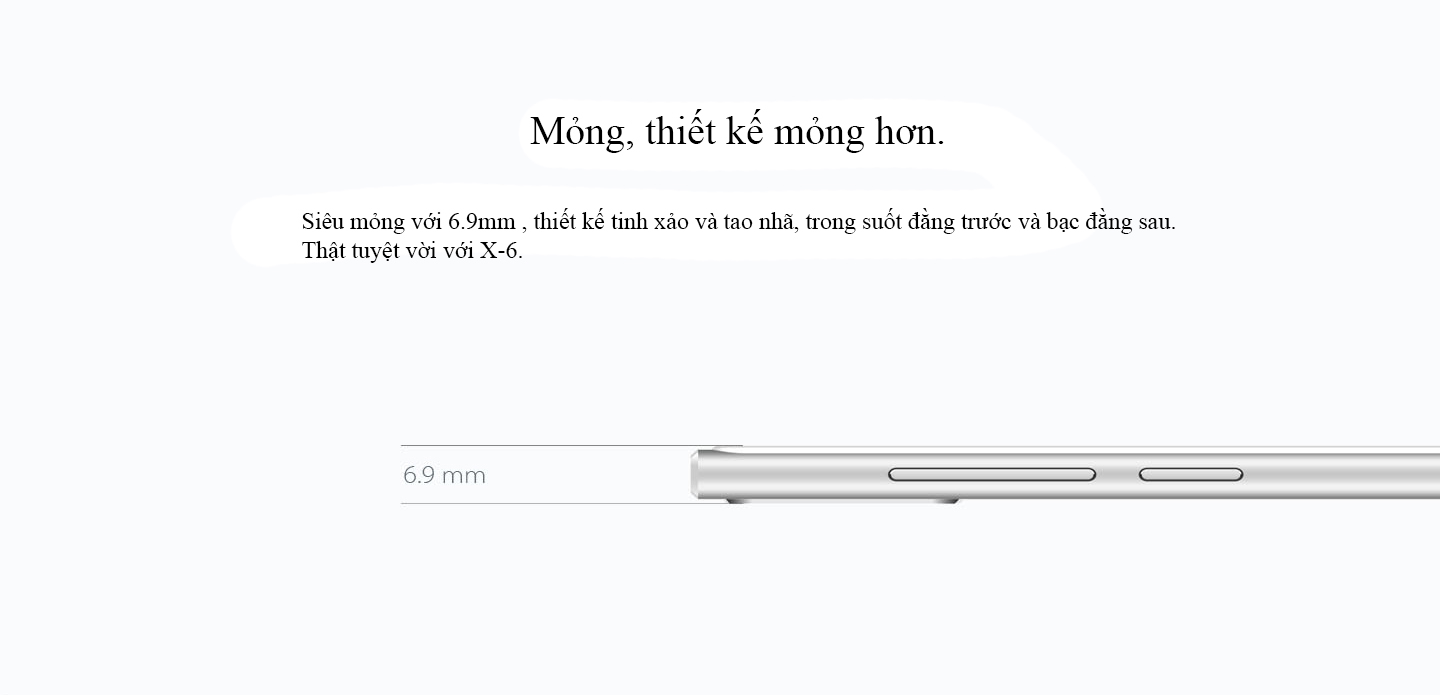 Mỏng, thiết kế mỏng hơn.
Siêu mỏng với 6.9mm , thiết kế tinh xảo và tao nhã, trong suốt đằng trước và bạc đằng sau.
Thật tuyệt vời với X-6.
6.9 mm